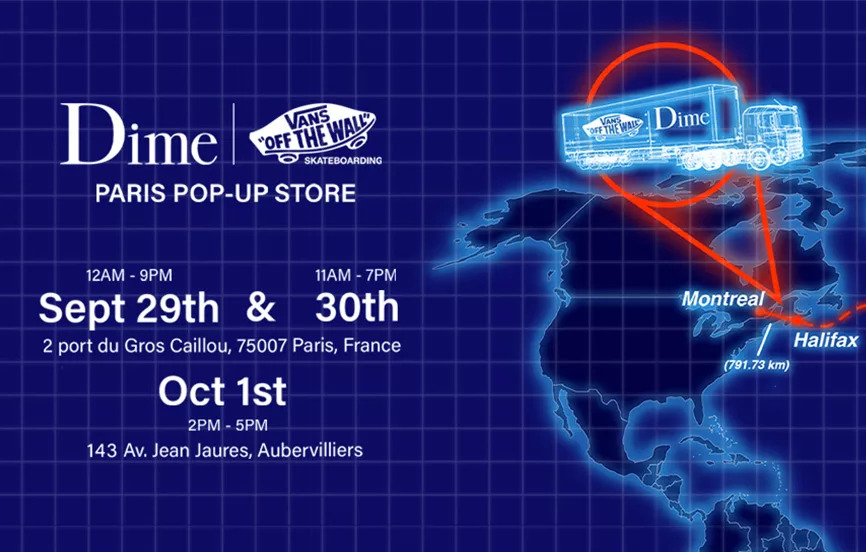 Dime
VANS
"OFF THE WALL"
SKATEBOARDING
PARIS POP-UP STORE
12AM - 9PM
11AM - 7PM
Sept 29th & 30th
2 port du Gros Caillou, 75007 Paris, France
Oct 1st
2PM - 5PM
143 Av. Jean Jaures, Aubervilliers
VANS
"OFF THE WALL"
Dime
Montreal
Halifax
(791.73 km)